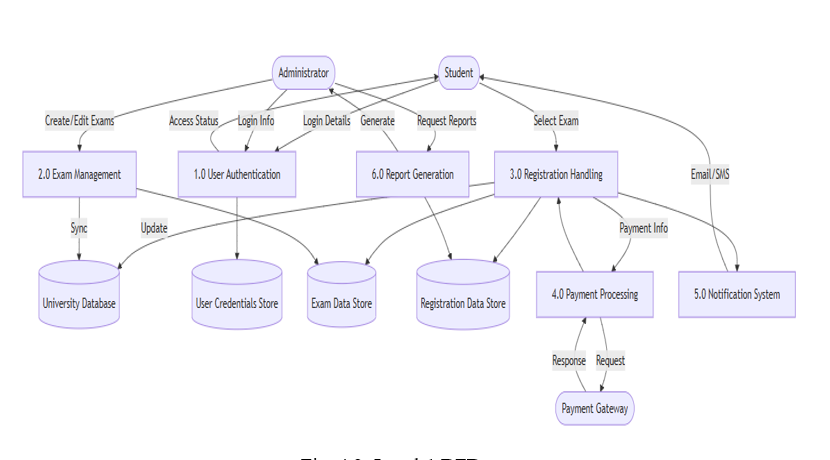 Administrator
Student
Create/Edit Exams
Access Status
Login Info
Login Details
Generate
Request Reports
Select Exam
2.0 Exam Management
1.0 User Authentication
6.0 Report Generation
3.0 Registration Handling
Email/SMS
Sync
Update
Payment Info
University Database
User Credentials Store
Exam Data Store
Registration Data Store
4.0 Payment Processing
5.0 Notification System
Response
Request
Payment Gateway